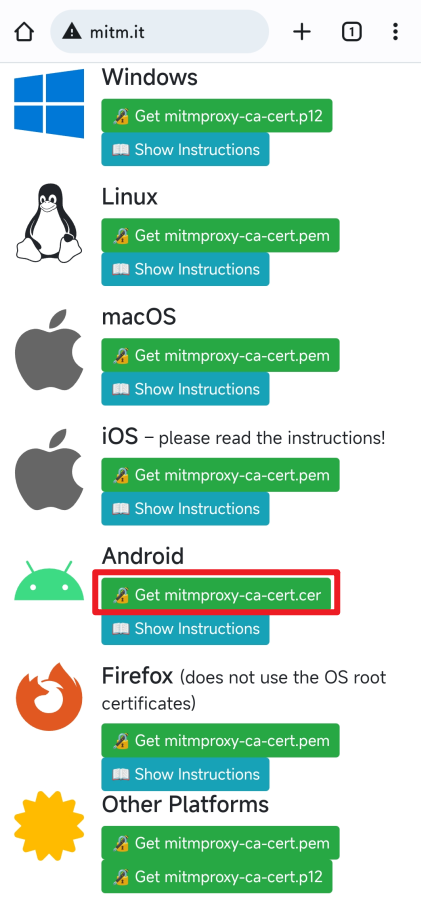 mitm.it
1
Windows
Get mitmproxy-ca-cert.p12
Show Instructions
Linux
Get mitmproxy-ca-cert.pem
Show Instructions
macOS
Get mitmproxy-ca-cert.pem
Show Instructions
iOS – please read the instructions!
Get mitmproxy-ca-cert.pem
Show Instructions
Android
Get mitmproxy-ca-cert.cer
Show Instructions
Firefox (does not use the OS root
certificates)
Get mitmproxy-ca-cert.pem
Show Instructions
Other Platforms
Get mitmproxy-ca-cert.pem
Get mitmproxy-ca-cert.p12